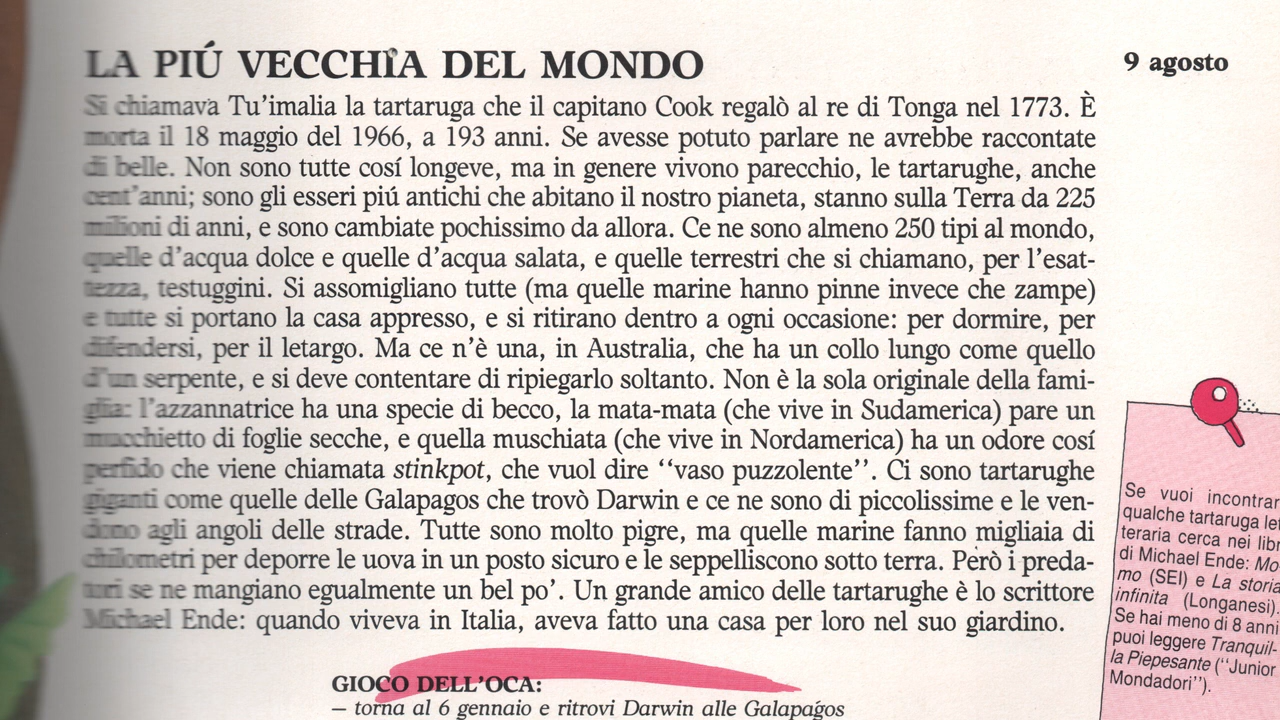 LA PIÚ VECCHIA DEL MONDO
9 agosto
Si chiamava Tu'imalia la tartaruga che il capitano Cook regalò al re di Tonga nel 1773. È
morta il 18 maggio del 1966, a 193 anni. Se avesse potuto parlare ne avrebbe raccontate
di belle. Non sono tutte cosí longeve, ma in genere vivono parecchio, le tartarughe, anche
cent'anni; sono gli esseri piú antichi che abitano il nostro pianeta, stanno sulla Terra da 225
milioni di anni, e sono cambiate pochissimo da allora. Ce ne sono almeno 250 tipi al mondo,
quelle d'acqua dolce e quelle d'acqua salata, e quelle terrestri che si chiamano, per l'esat-
tezza, testuggini. Si assomigliano tutte (ma quelle marine hanno pinne invece che zampe)
e tutte si portano la casa appresso, e si ritirano dentro a ogni occasione: per dormire, per
difendersi, per il letargo. Ma ce n'è una, in Australia, che ha un collo lungo come quello
d'un serpente, e si deve contentare di ripiegarlo soltanto. Non è la sola originale della fami-
glia: l'azzannatrice ha una specie di becco, la mata-mata (che vive in Sudamerica) pare un
mucchietto di foglie secche, e quella muschiata (che vive in Nordamerica) ha un odore cosí
perfido che viene chiamata stinkpot, che vuol dire "vaso puzzolente". Ci sono tartarughe
giganti come quelle delle Galapagos che trovò Darwin e ce ne sono di piccolissime e le ven-
dono agli angoli delle strade. Tutte sono molto pigre, ma quelle marine fanno migliaia di
chilometri per deporre le uova in un posto sicuro e le seppelliscono sotto terra. Però i preda-
tori se ne mangiano egualmente un bel po'. Un grande amico delle tartarughe è lo scrittore
Michael Ende: quando viveva in Italia, aveva fatto una casa per loro nel suo giardino.
GIOCO DELL'OCA:
– torna al 6 gennaio e ritrovi Darwin alle Galapágos
Se vuoi incontrar
qualche tartaruga let
teraria cerca nei libr
di Michael Ende: Mo-
mo (SEI) e La storia
infinita (Longanesi).
Se hai meno di 8 anni
puoi leggere Tranquil-
la Piepesante ("Junior
Mondadori").